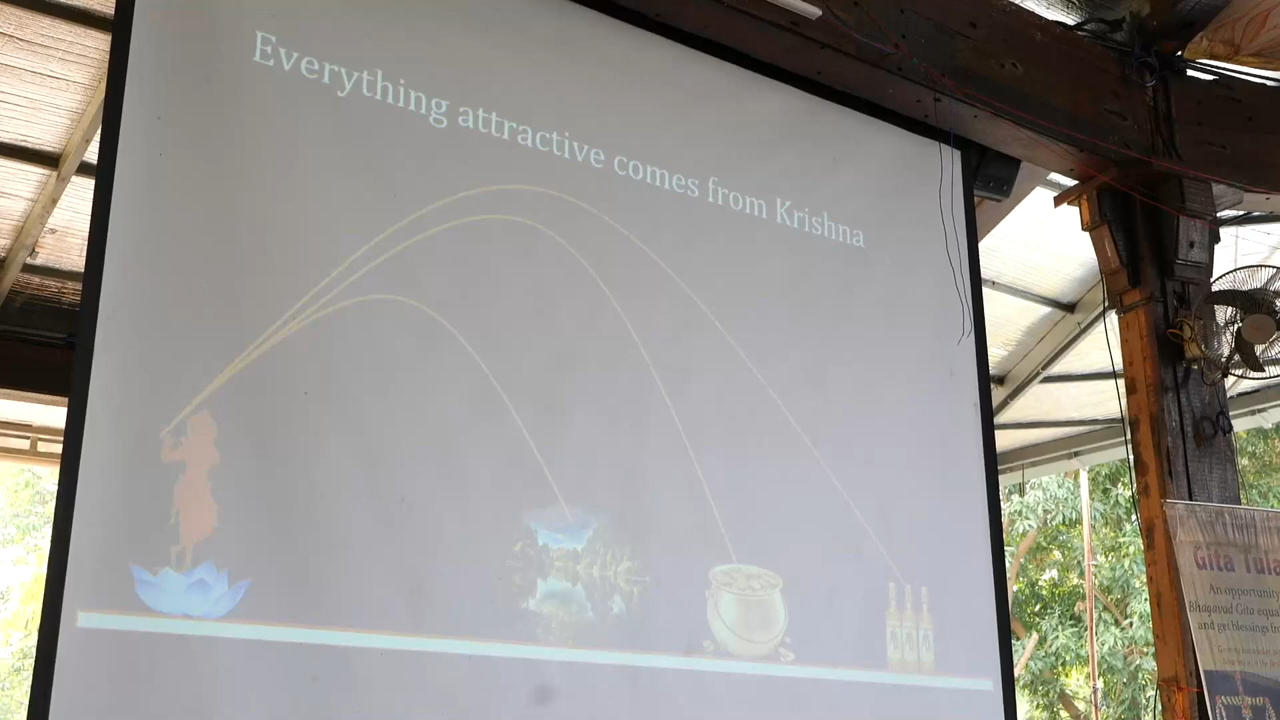 Everything attractive comes from Krishna
Gita Tula
An opportunity
Bhagavad Gita equa
and get blessings fr